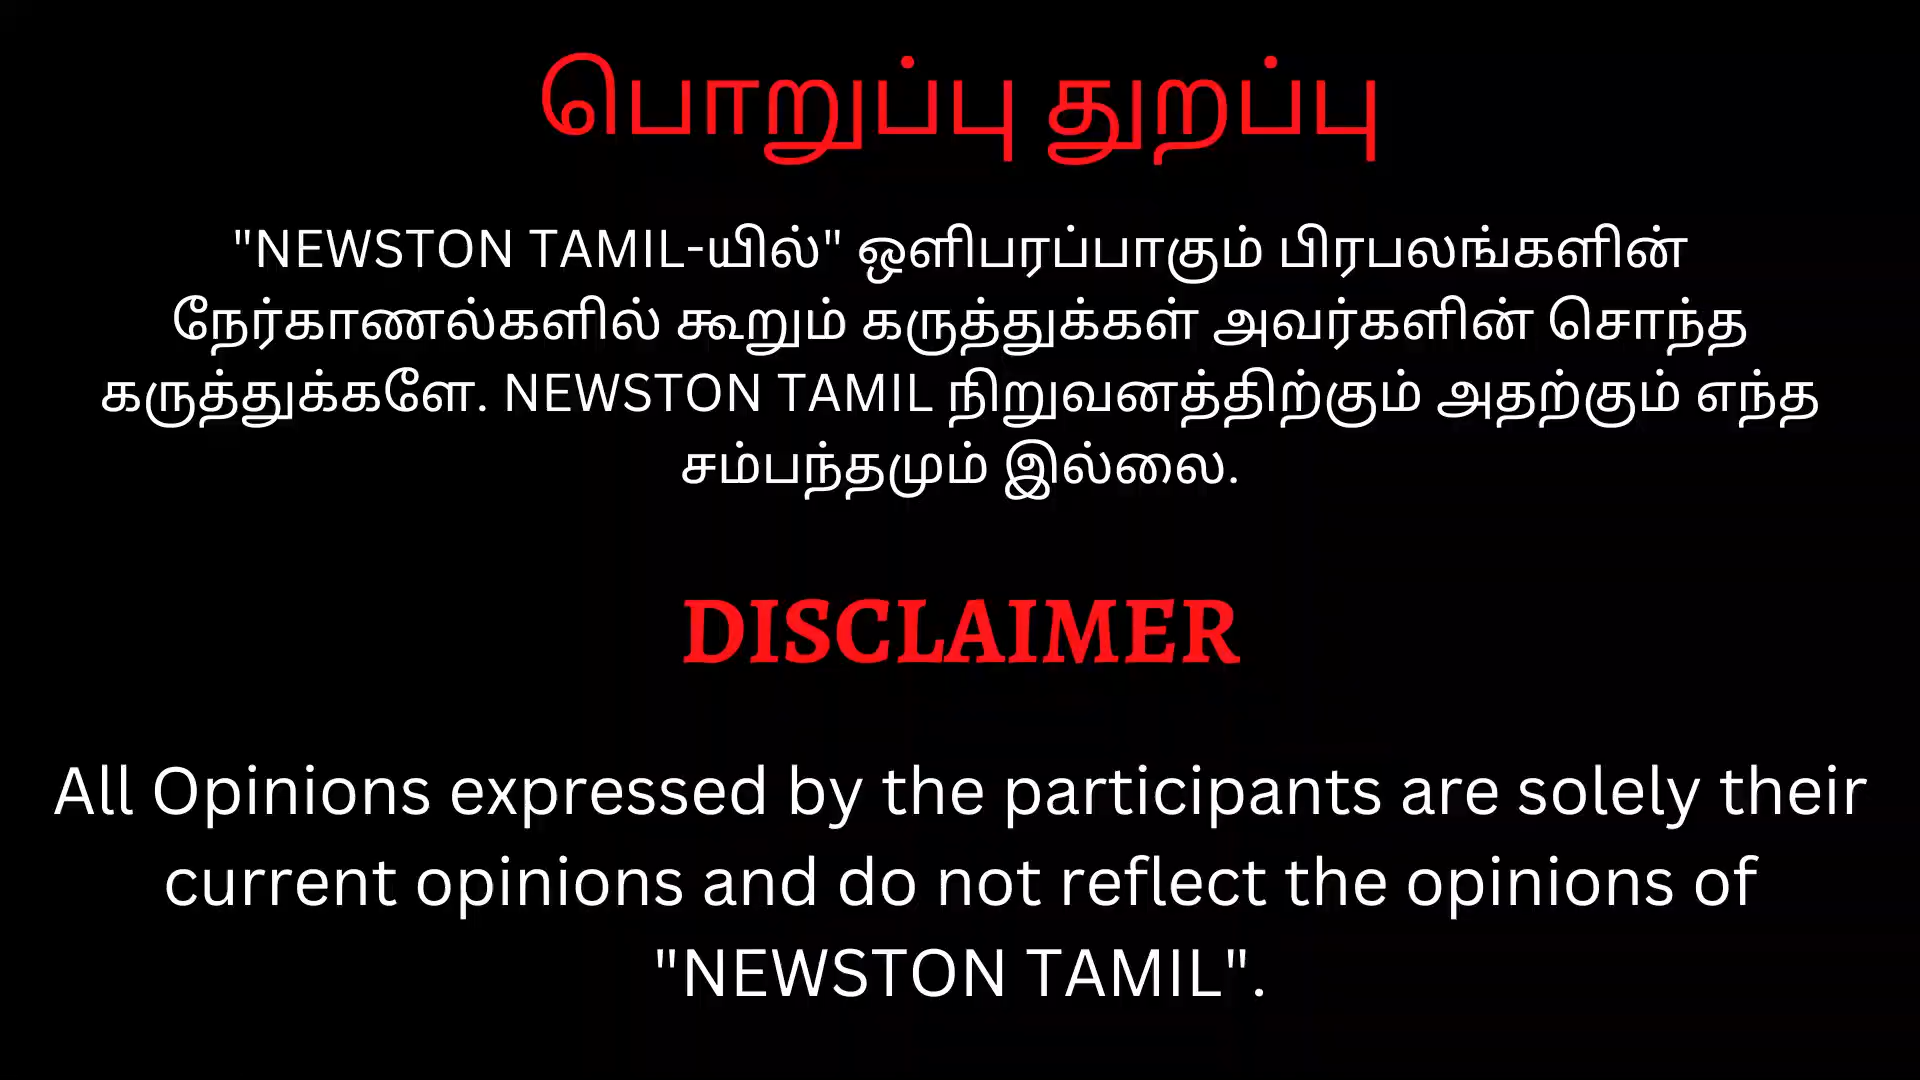 பொறுப்பு துறப்பு
"NEWSTON TAMIL-யில்" ஒளிபரப்பாகும் பிரபலங்களின்
நேர்காணல்களில் கூறும் கருத்துக்கள் அவர்களின் சொந்த
கருத்துக்களே. NEWSTON TAMIL நிறுவனத்திற்கும் அதற்கும் எந்த
சம்பந்தமும் இல்லை.
DISCLAIMER
All Opinions expressed by the participants are solely their
current opinions and do not reflect the opinions of
"NEWSTON TAMIL".